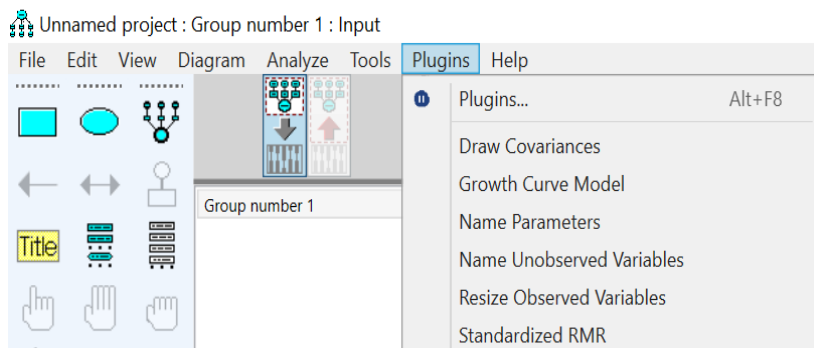 Unnamed project : Group number 1 : Input
File Edit View Diagram Analyze Tools Plugins Help
Plugins... Alt+F8
Draw Covariances
Growth Curve Model
Group number 1
Name Parameters
Title
Name Unobserved Variables
Resize Observed Variables
Standardized RMR